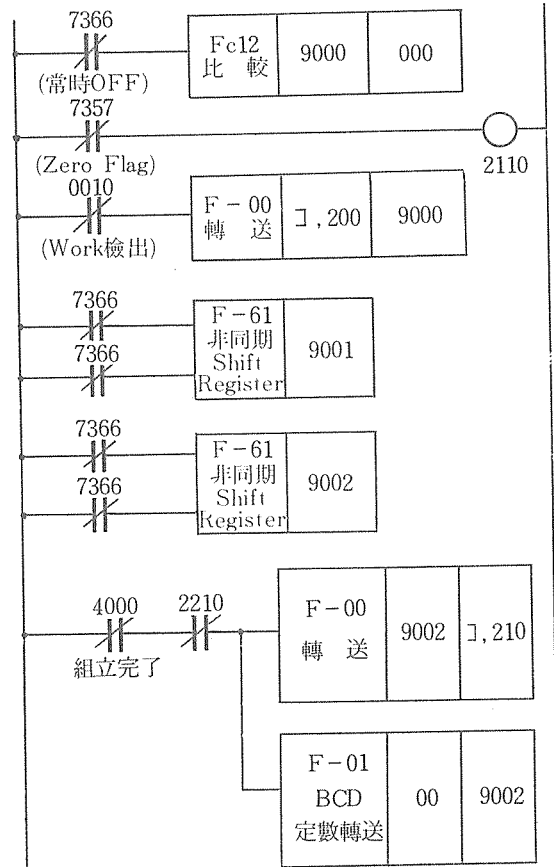 7366
(常時OFF)
Fc12
比較
9000
000
7357
(Zero Flag)
2110
0010
(Work檢出)
F-00
轉送
コ,200
9000
7366
7366
F-61
非同期
Shift
Register
9001
7366
7366
F-61
非同期
Shift
Register
9002
4000
組立完了
2210
F-00
轉送
9002
コ,210
F-01
BCD
定數轉送
00
9002